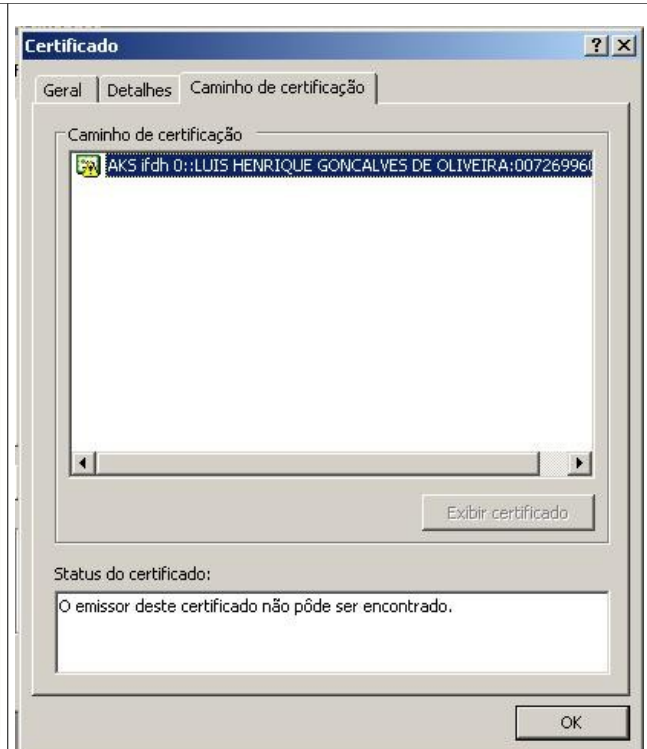 Certificado
Geral
Detalhes
Caminho de certificação
Caminho de certificação
AKS ifdh 0::LUIS HENRIQUE GONCALVES DE OLIVEIRA:00726996
Exibir certificado
Status do certificado:
O emissor deste certificado não pôde ser encontrado.
OK